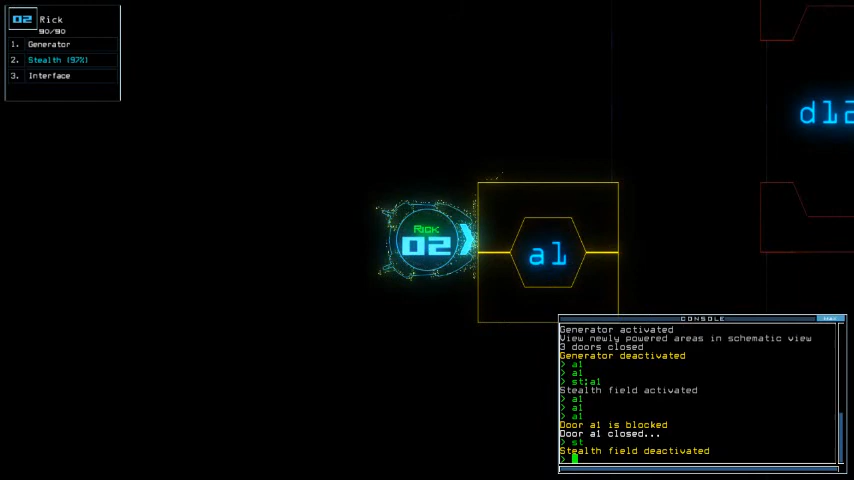 02 Rick
90/90
1. Generator
2. Stealth (97%)
3. Interface
Rick
02
a1
CONSOLE
Generator activated
View newly powered areas in schematic view
3 doors closed
Generator deactivated
> a1
> a1
> st:a1
Stealth field activated
> a1
> a1
> a1
Door a1 is blocked
Door a1 closed...
> st
Stealth field deactivated
>